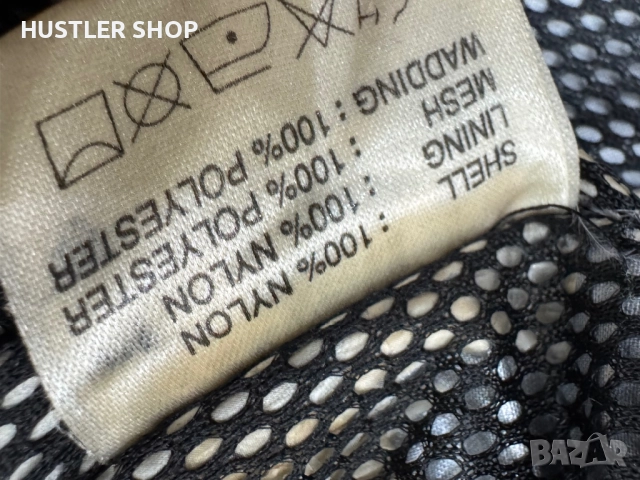 HUSTLER SHOP
SHELL : 100% NYLON
LINING : 100% NYLON
MESH : 100% POLYESTER
WADDING : 100% POLYESTER
BAZAR